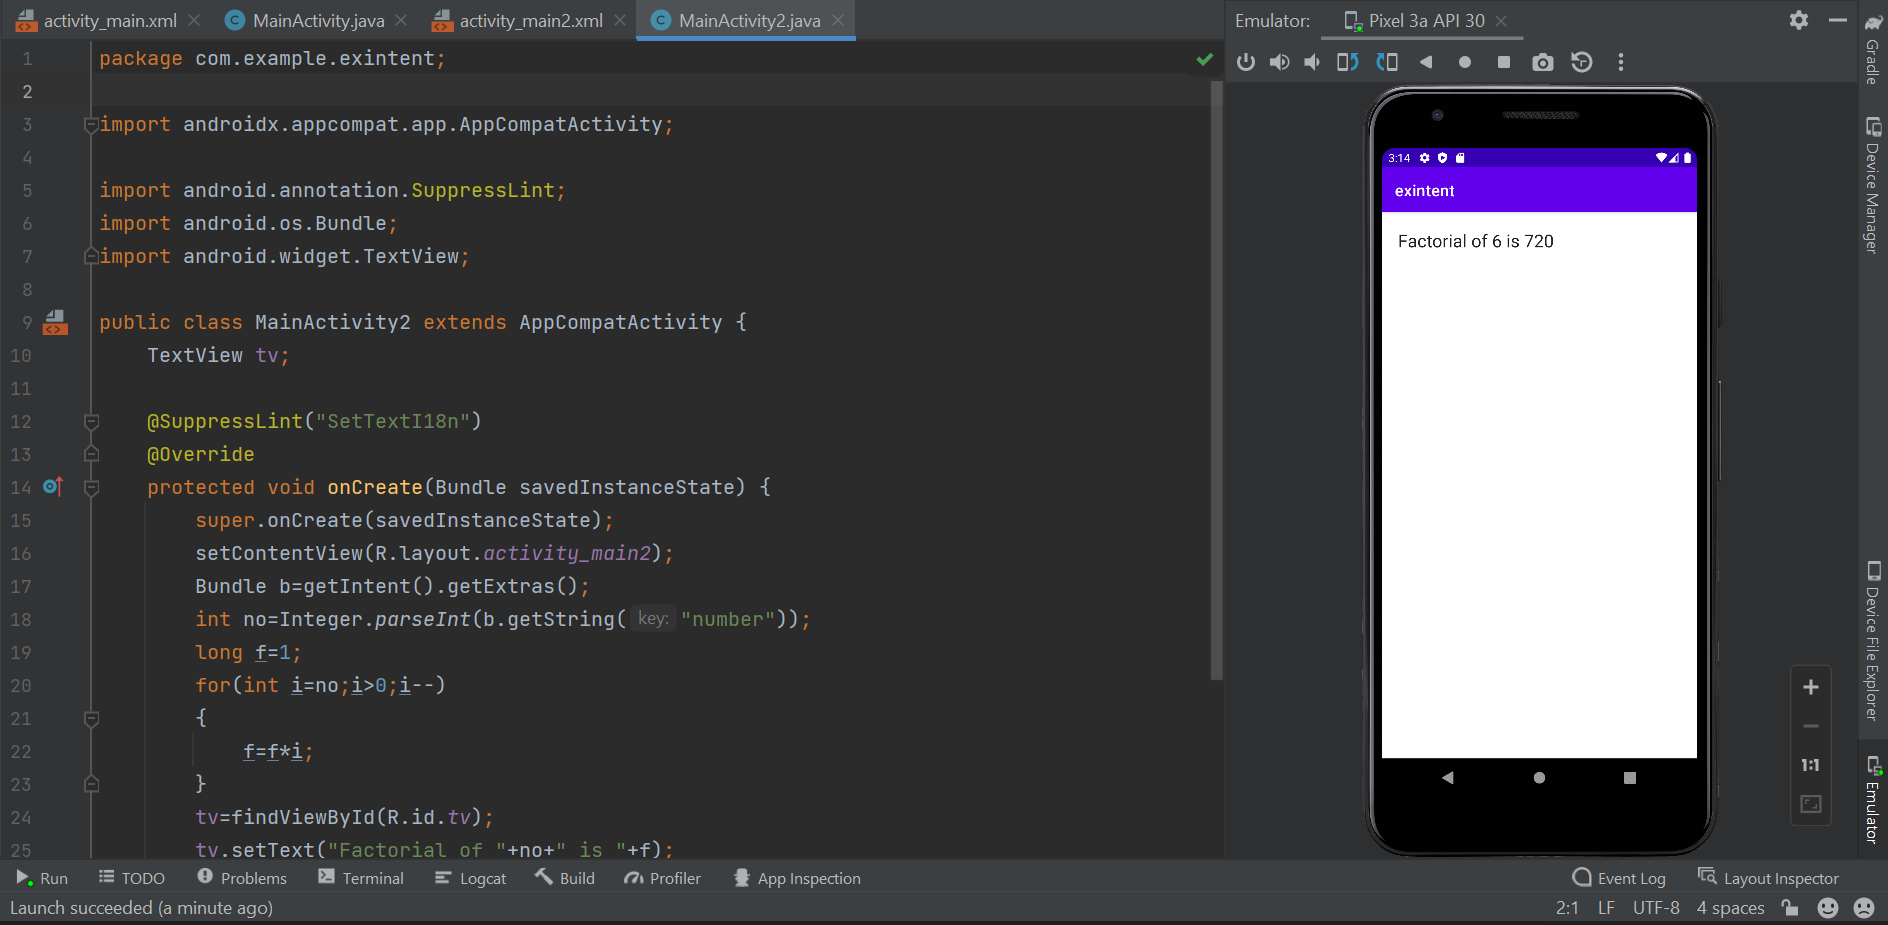 activity_main.xml MainActivity.java activity_main2.xml MainActivity2.java
Emulator: Pixel 3a API 30
1 package com.example.exintent;
2
3 import androidx.appcompat.app.AppCompatActivity;
4
5 import android.annotation.SuppressLint;
6 import android.os.Bundle;
7 import android.widget.TextView;
8
9 public class MainActivity2 extends AppCompatActivity {
10 TextView tv;
11
12 @SuppressLint("SetTextI18n")
13 @Override
14 protected void onCreate(Bundle savedInstanceState) {
15 super.onCreate(savedInstanceState);
16 setContentView(R.layout.activity_main2);
17 Bundle b=getIntent().getExtras();
18 int no=Integer.parseInt(b.getString( key: "number"));
19 long f=1;
20 for(int i=no;i>0;i--)
21 {
22 f=f*i;
23 }
24 tv=findViewById(R.id.tv);
25 tv.setText("Factorial of "+no+" is "+f);
3:14
exintent
Factorial of 6 is 720
1:1
Gradle
Device Manager
Device File Explorer
Emulator
Run TODO Problems Terminal Logcat Build Profiler App Inspection Event Log Layout Inspector
Launch succeeded (a minute ago) 2:1 LF UTF-8 4 spaces